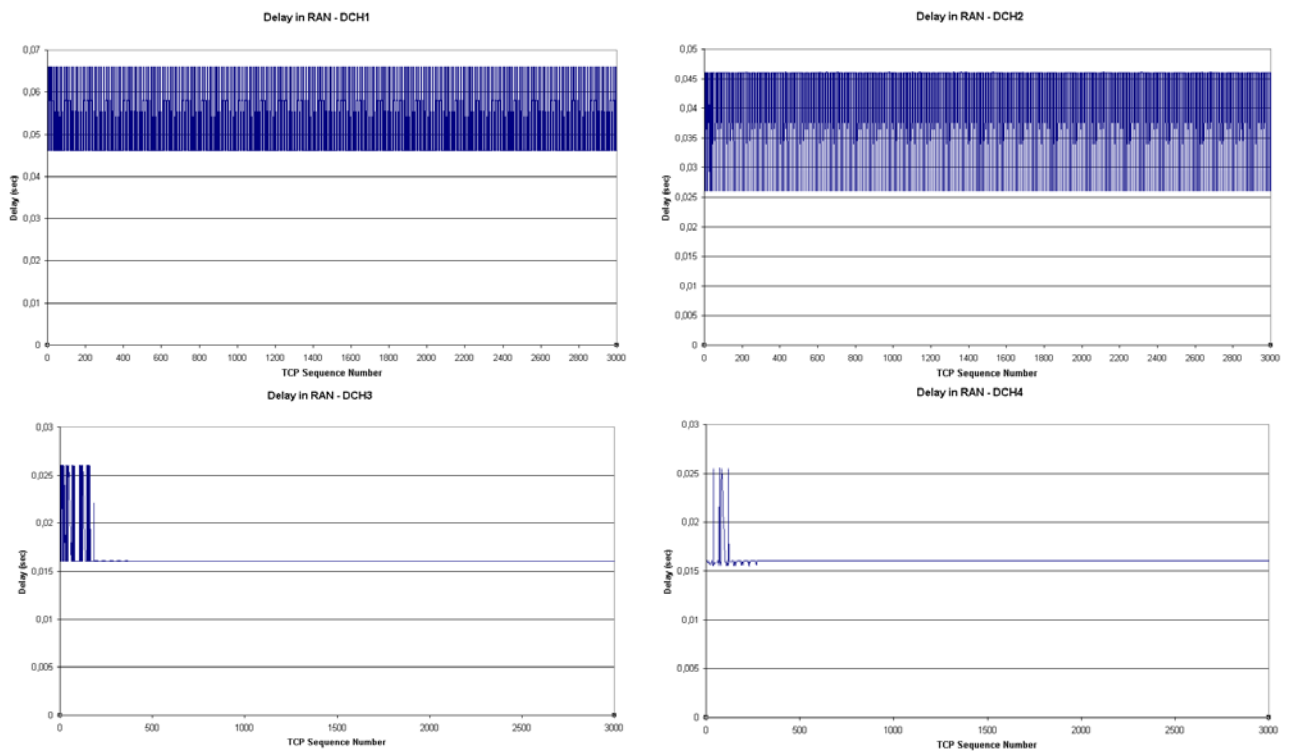 Delay in RAN - DCH1
0,07
0,06
0,05
0,04
0,03
0,02
0,01
0
Delay (sec)
0 200 400 600 800 1000 1200 1400 1600 1800 2000 2200 2400 2600 2800 3000
TCP Sequence Number
Delay in RAN - DCH2
0,05
0,045
0,04
0,035
0,03
0,025
0,02
0,015
0,01
0,005
0
Delay (sec)
0 200 400 600 800 1000 1200 1400 1600 1800 2000 2200 2400 2600 2800 3000
TCP Sequence Number
Delay in RAN - DCH3
0,03
0,025
0,02
0,015
0,01
0,005
0
Delay (sec)
0 500 1000 1500 2000 2500 3000
TCP Sequence Number
Delay in RAN - DCH4
0,03
0,025
0,02
0,015
0,01
0,005
0
Delay (sec)
0 500 1000 1500 2000 2500 3000
TCP Sequence Number